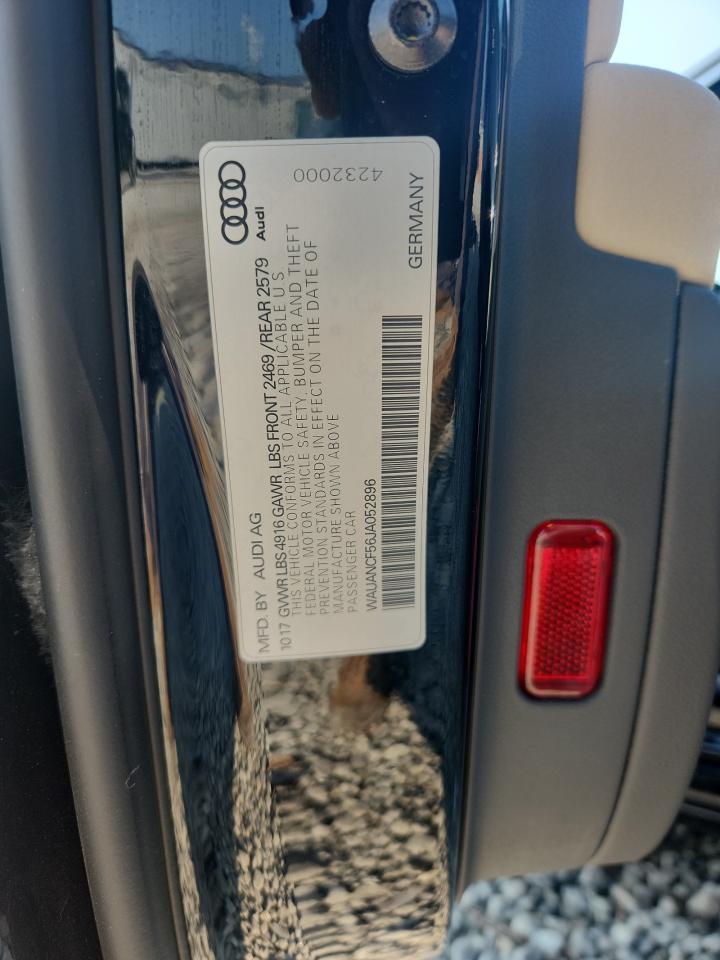 Audi
4232000
MFD. BY AUDI AG
1017 GVWR LBS 4916 GAWR LBS FRONT 2469 / REAR 2579
THIS VEHICLE CONFORMS TO ALL APPLICABLE U S
FEDERAL MOTOR VEHICLE SAFETY, BUMPER AND THEFT
PREVENTION STANDARDS IN EFFECT ON THE DATE OF
MANUFACTURE SHOWN ABOVE
PASSENGER CAR
WAUANCF56JA052896
GERMANY